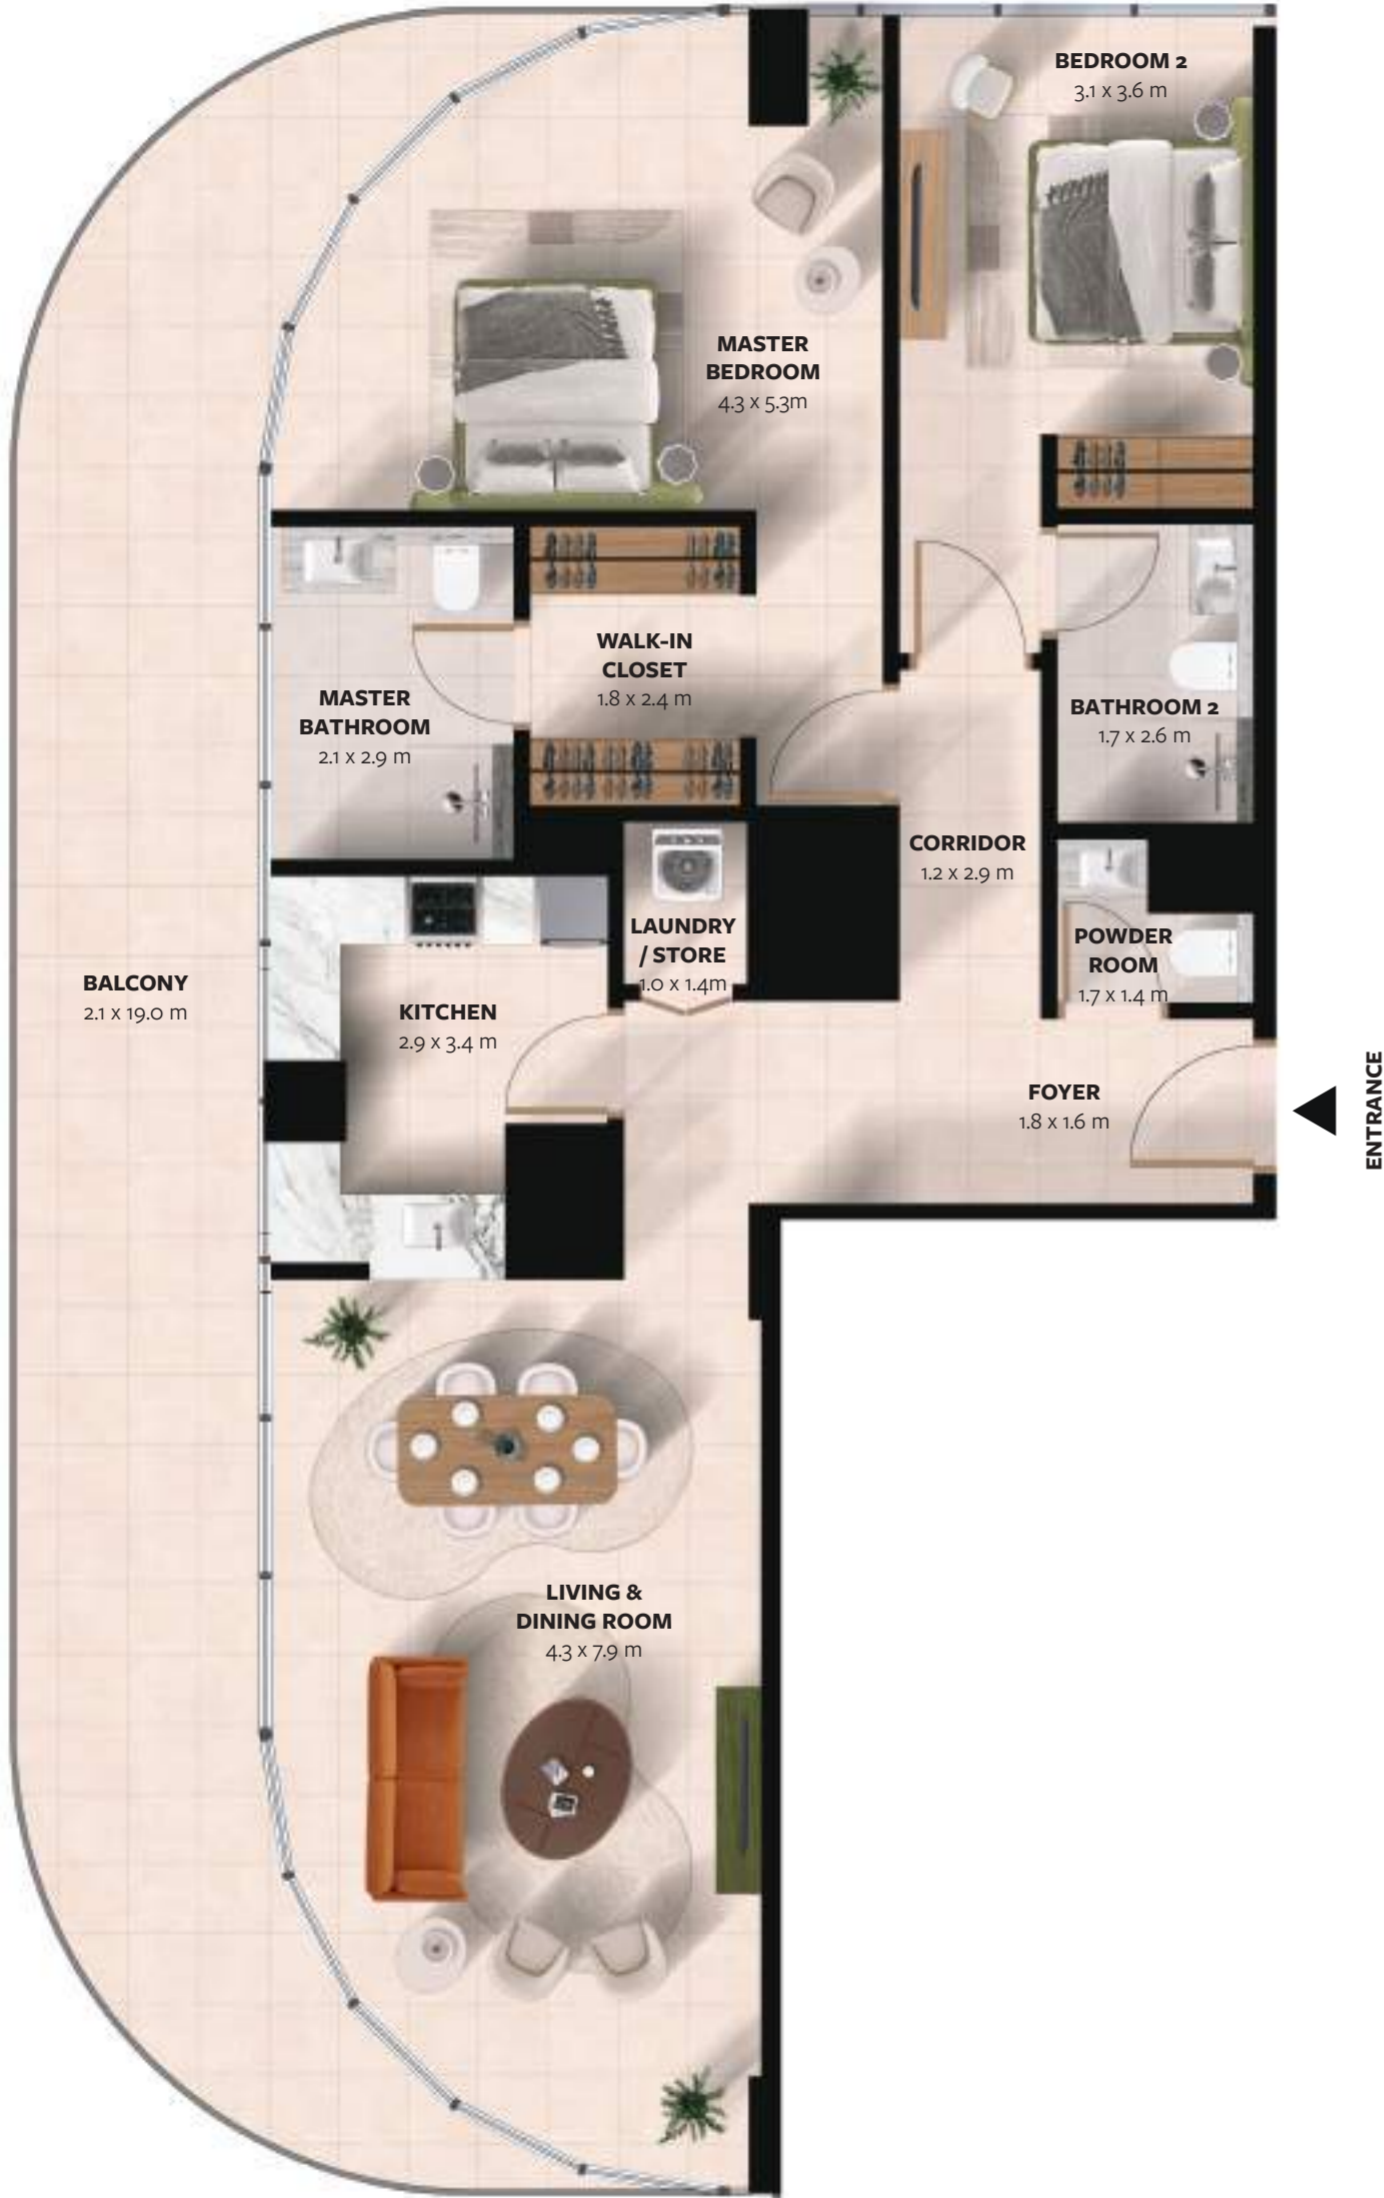 BEDROOM 2
3.1 x 3.6 m
MASTER
BEDROOM
4.3 x 5.3m
WALK-IN
CLOSET
1.8 x 2.4 m
MASTER
BATHROOM
2.1 x 2.9 m
BATHROOM 2
1.7 x 2.6 m
CORRIDOR
1.2 x 2.9 m
LAUNDRY
/ STORE
1.0 x 1.4m
POWDER
ROOM
1.7 x 1.4 m
BALCONY
2.1 x 19.0 m
KITCHEN
2.9 x 3.4 m
FOYER
1.8 x 1.6 m
ENTRANCE
LIVING &
DINING ROOM
4.3 x 7.9 m